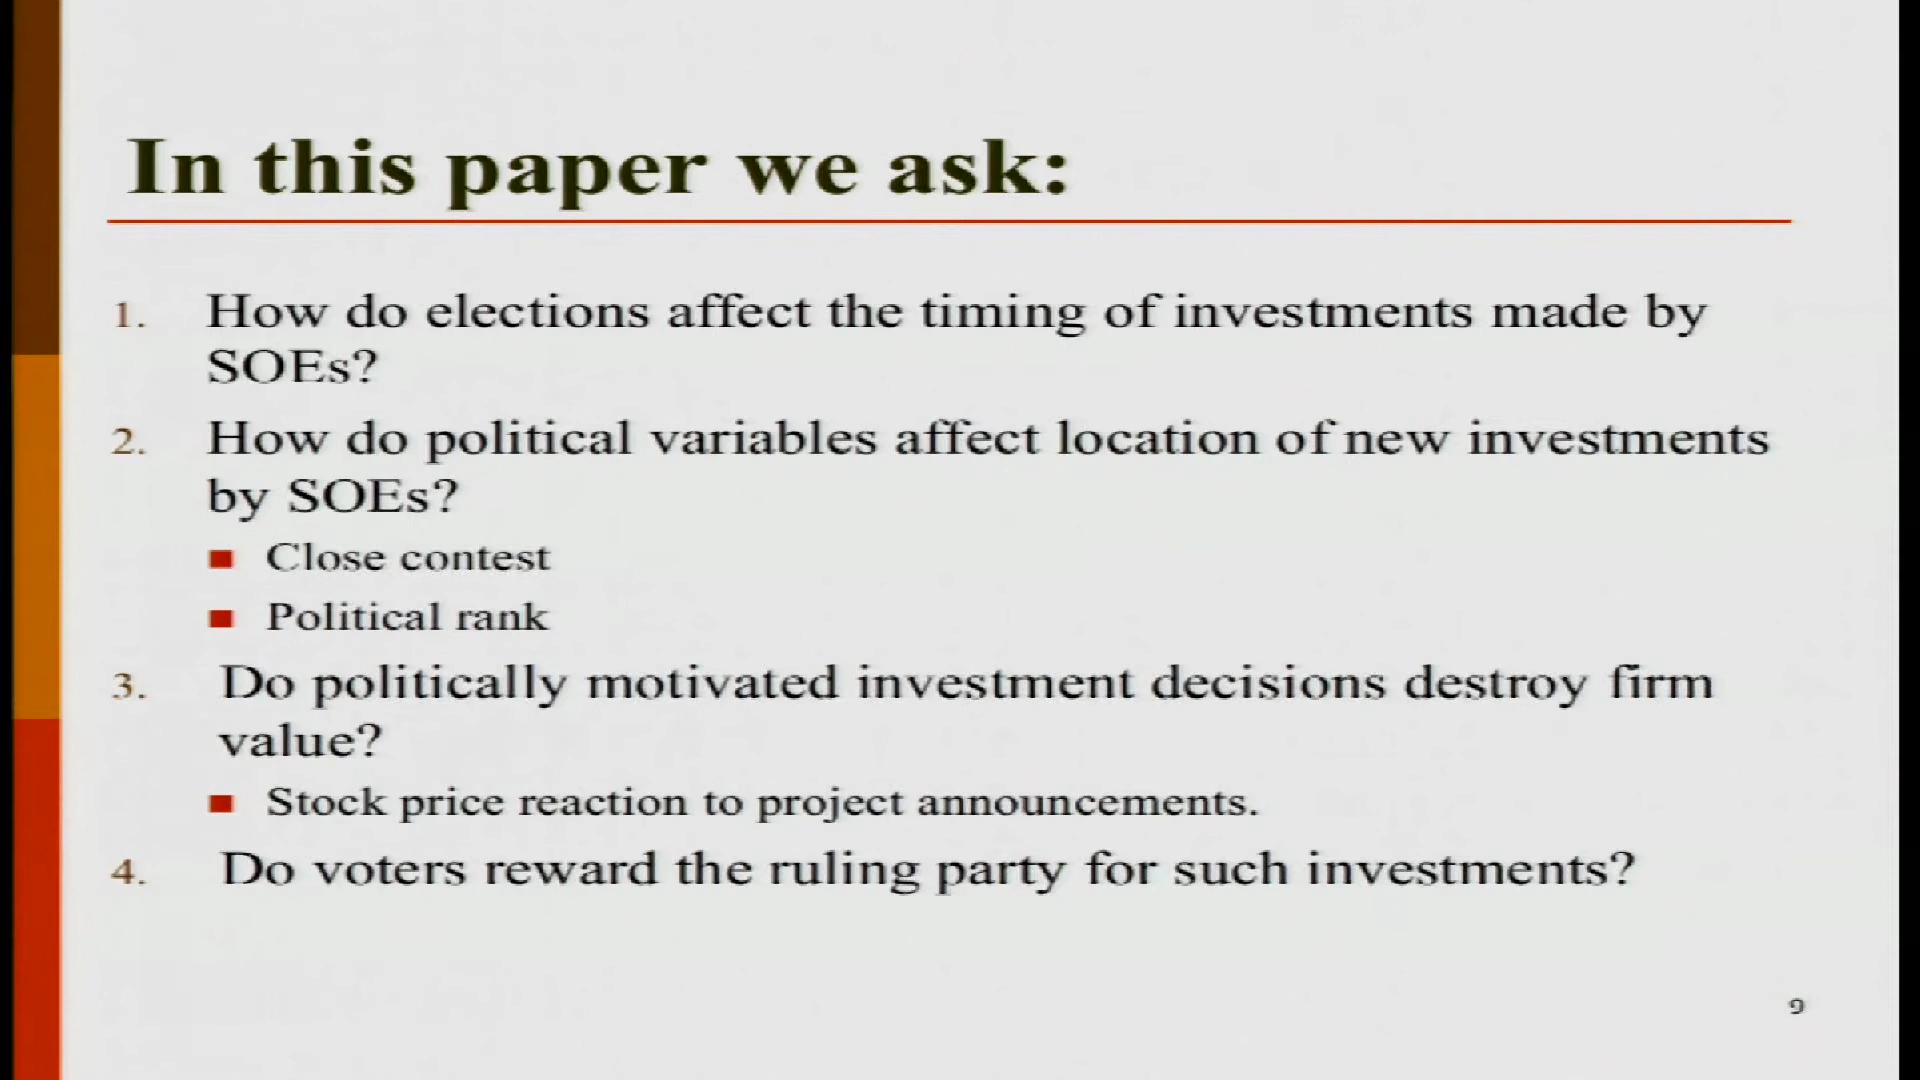 In this paper we ask:
1. How do elections affect the timing of investments made by
SOEs?
2. How do political variables affect location of new investments
by SOEs?
■ Close contest
■ Political rank
3. Do politically motivated investment decisions destroy firm
value?
■ Stock price reaction to project announcements.
4. Do voters reward the ruling party for such investments?
9